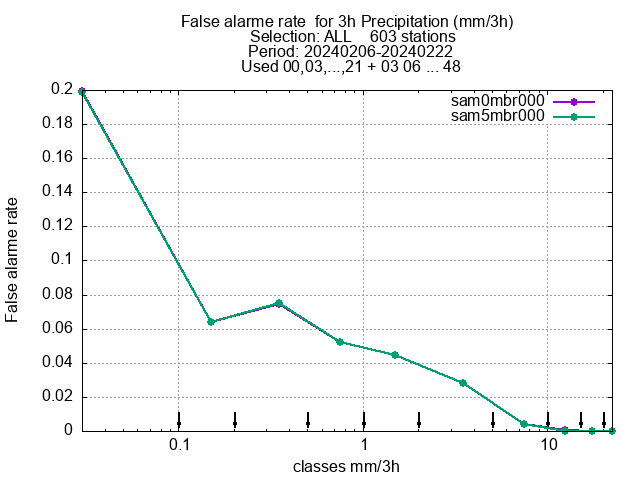 False alarme rate  for 3h Precipitation (mm/3h)
Selection: ALL    603 stations
Period: 20240206-20240222
Used 00,03,...,21 + 03 06 ... 48
sam0mbr000
sam5mbr000
0.2
0.18
0.16
0.14
0.12
0.1
0.08
0.06
0.04
0.02
0
False alarme rate
0.1 1 10
classes mm/3h